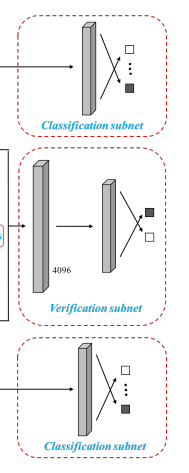 Classification subnet
4096
Verification subnet
Classification subnet